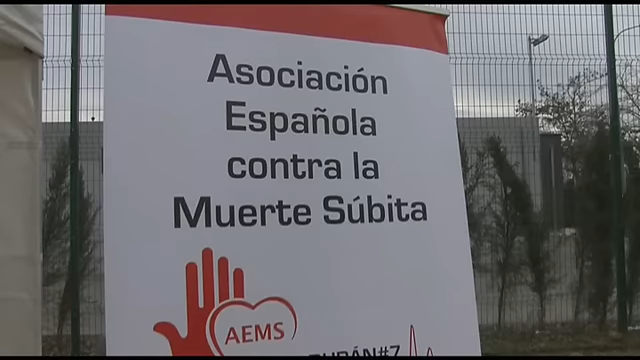 Asociación
Española
contra la
Muerte Súbita
AEMS